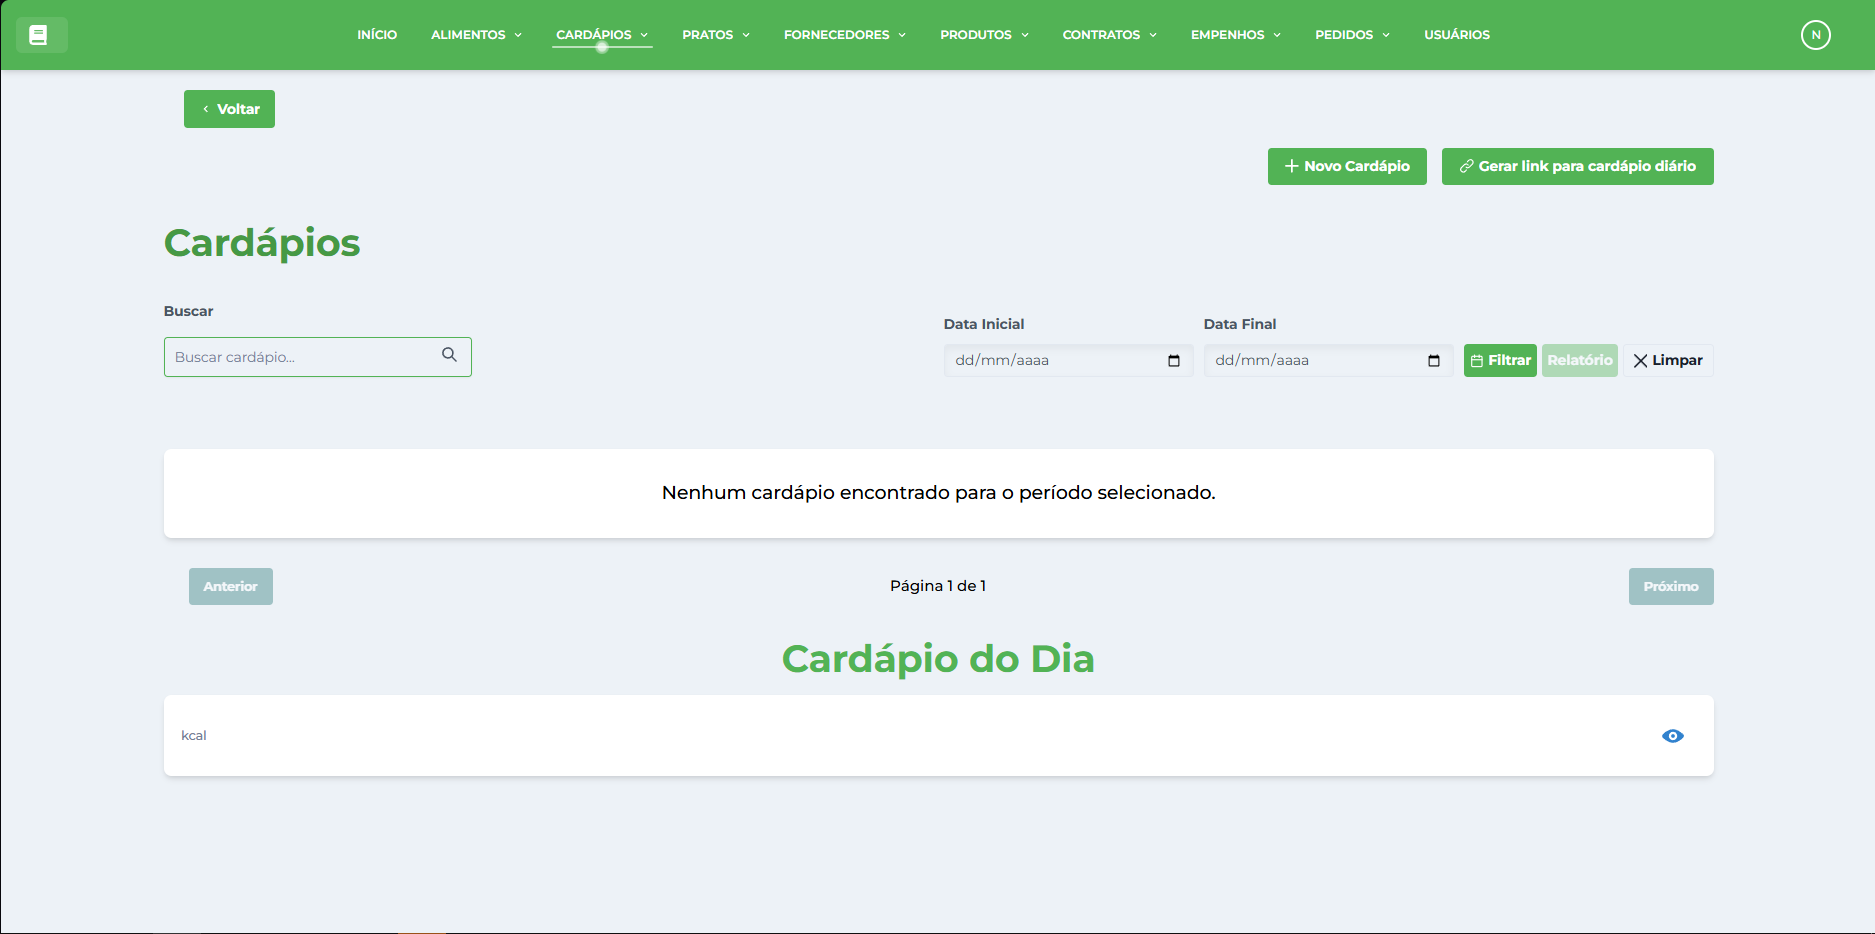 INÍCIO ALIMENTOS CARDÁPIOS PRATOS FORNECEDORES PRODUTOS CONTRATOS EMPENHOS PEDIDOS USUÁRIOS N
Voltar
Novo Cardápio Gerar link para cardápio diário
Cardápios
Buscar
Data Inicial Data Final
Buscar cardápio... dd/mm/aaaa dd/mm/aaaa Filtrar Relatório Limpar
Nenhum cardápio encontrado para o período selecionado.
Anterior Página 1 de 1 Próximo
Cardápio do Dia
kcal